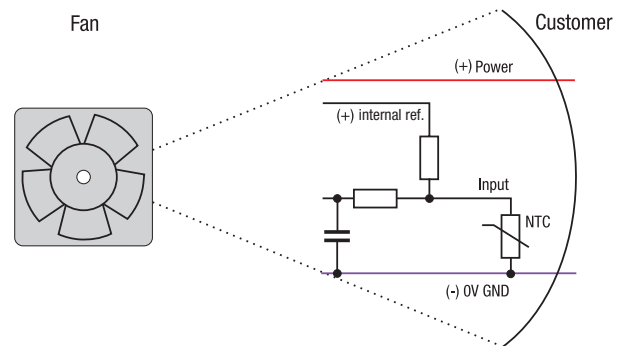 Fan
Customer
(+) Power
(+) internal ref.
Input
NTC
(-) 0V GND